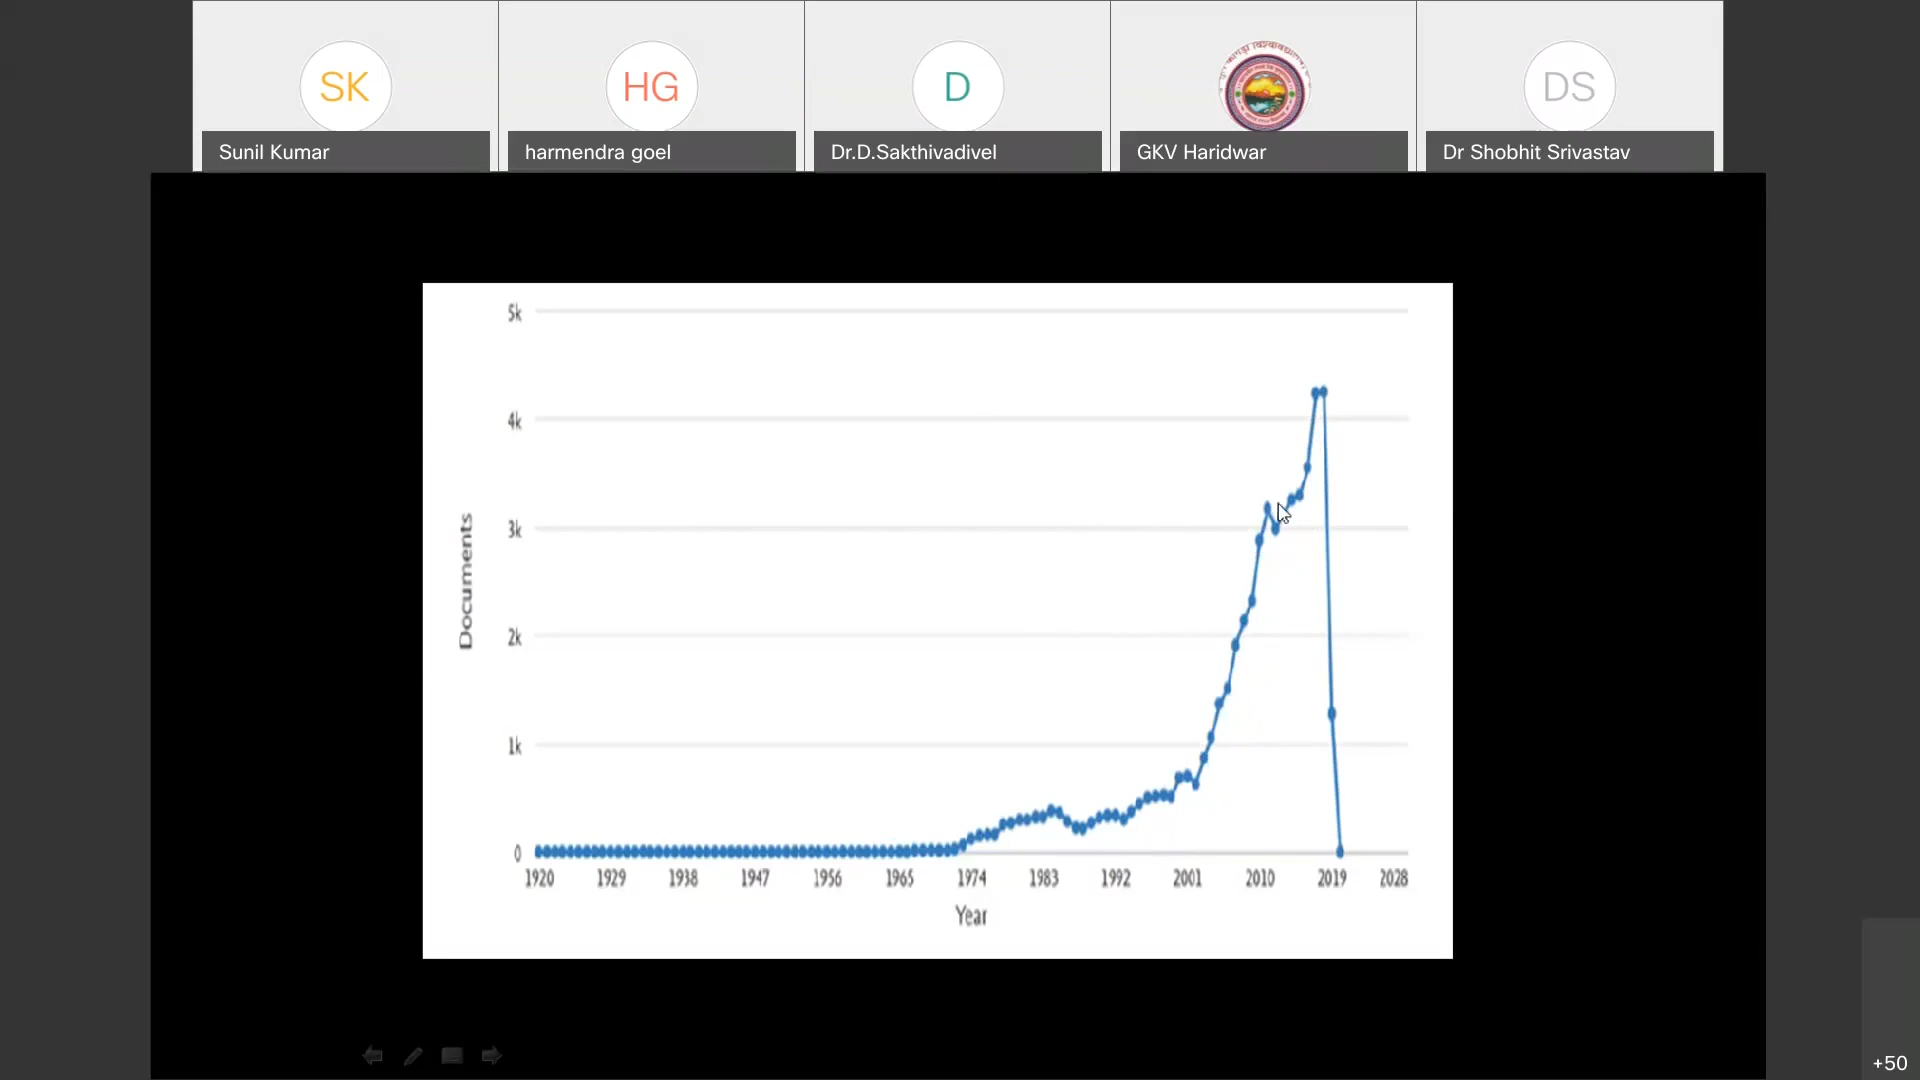 SK
HG
D
DS
Sunil Kumar
harmendra goel
Dr.D.Sakthivadivel
GKV Haridwar
Dr Shobhit Srivastav
5k
4k
3k
2k
1k
0
Documents
1920 1929 1938 1947 1956 1965 1974 1983 1992 2001 2010 2019 2028
Year
+50